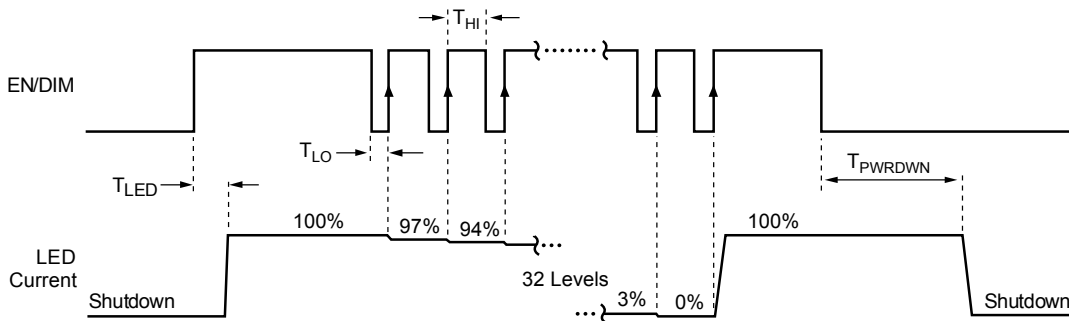 T_HI
EN/DIM
T_LO
T_LED
T_PWRDWN
100%
97%
94%
100%
LED
Current
32 Levels
3%
0%
Shutdown
Shutdown